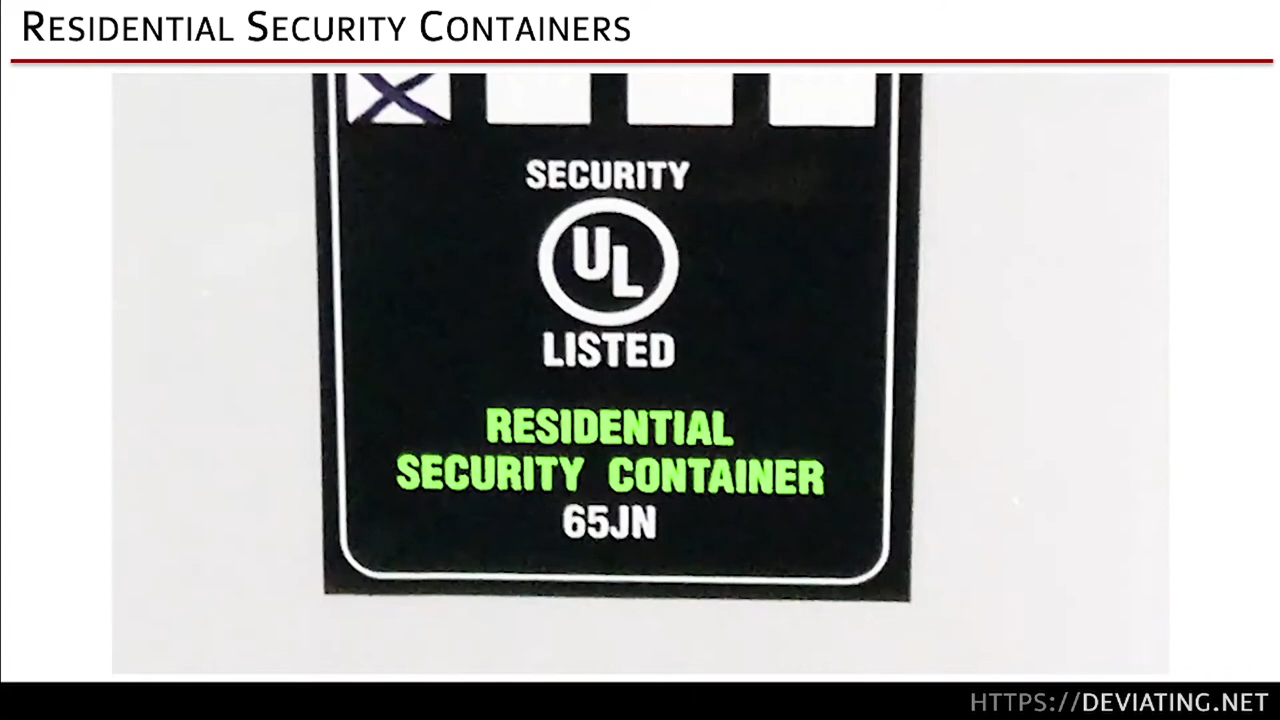 RESIDENTIAL SECURITY CONTAINERS
SECURITY
UL
LISTED
RESIDENTIAL
SECURITY CONTAINER
65JN
HTTPS://DEVIATING.NET